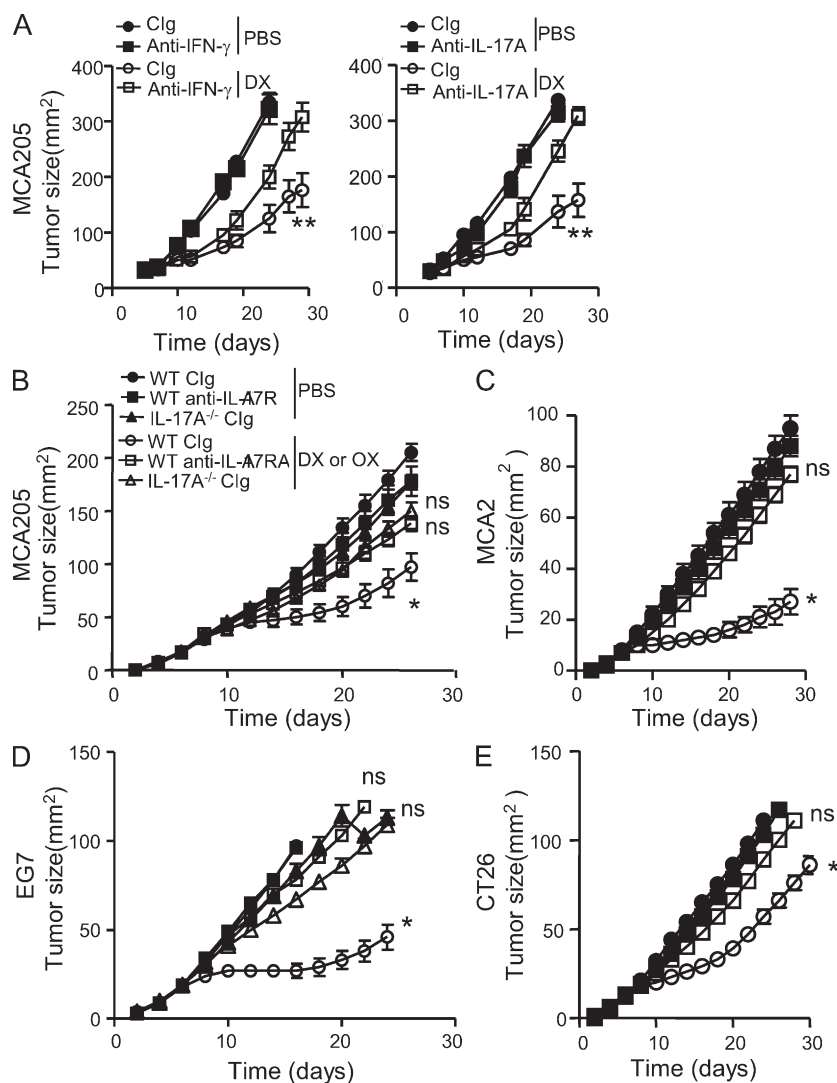 A
CIg
Anti-IFN-γ
PBS
CIg
Anti-IFN-γ
DX
400
300
200
100
0
0 10 20 30
MCA205
Tumor size(mm²)
Time (days)
**
CIg
Anti-IL-17A
PBS
CIg
Anti-IL-17A
DX
400
300
200
100
0
0 10 20 30
Time (days)
**
B
WT CIg
WT anti-IL-17R
IL-17A⁻/⁻ CIg
PBS
WT CIg
WT anti-IL-17RA
IL-17A⁻/⁻ CIg
DX or OX
250
200
150
100
50
0
0 10 20 30
MCA205
Tumor size(mm²)
Time (days)
ns
ns
*
C
100
80
60
40
20
0
0 10 20 30
MCA2
Tumor size(mm²)
Time (days)
ns
*
D
150
100
50
0
0 10 20 30
EG7
Tumor size(mm²)
Time (days)
ns
ns
*
E
150
100
50
0
0 10 20 30
CT26
Tumor size(mm²)
Time (days)
ns
*